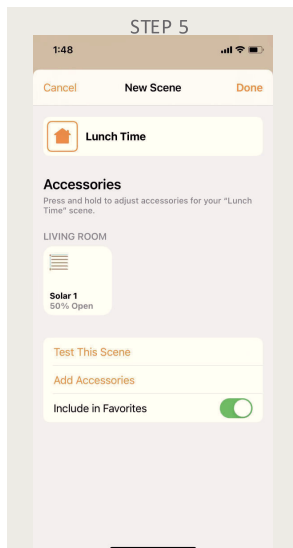 STEP 5
1:48
Cancel New Scene Done
Lunch Time
Accessories
Press and hold to adjust accessories for your "Lunch
Time" scene.
LIVING ROOM
Solar 1
50% Open
Test This Scene
Add Accessories
Include in Favorites